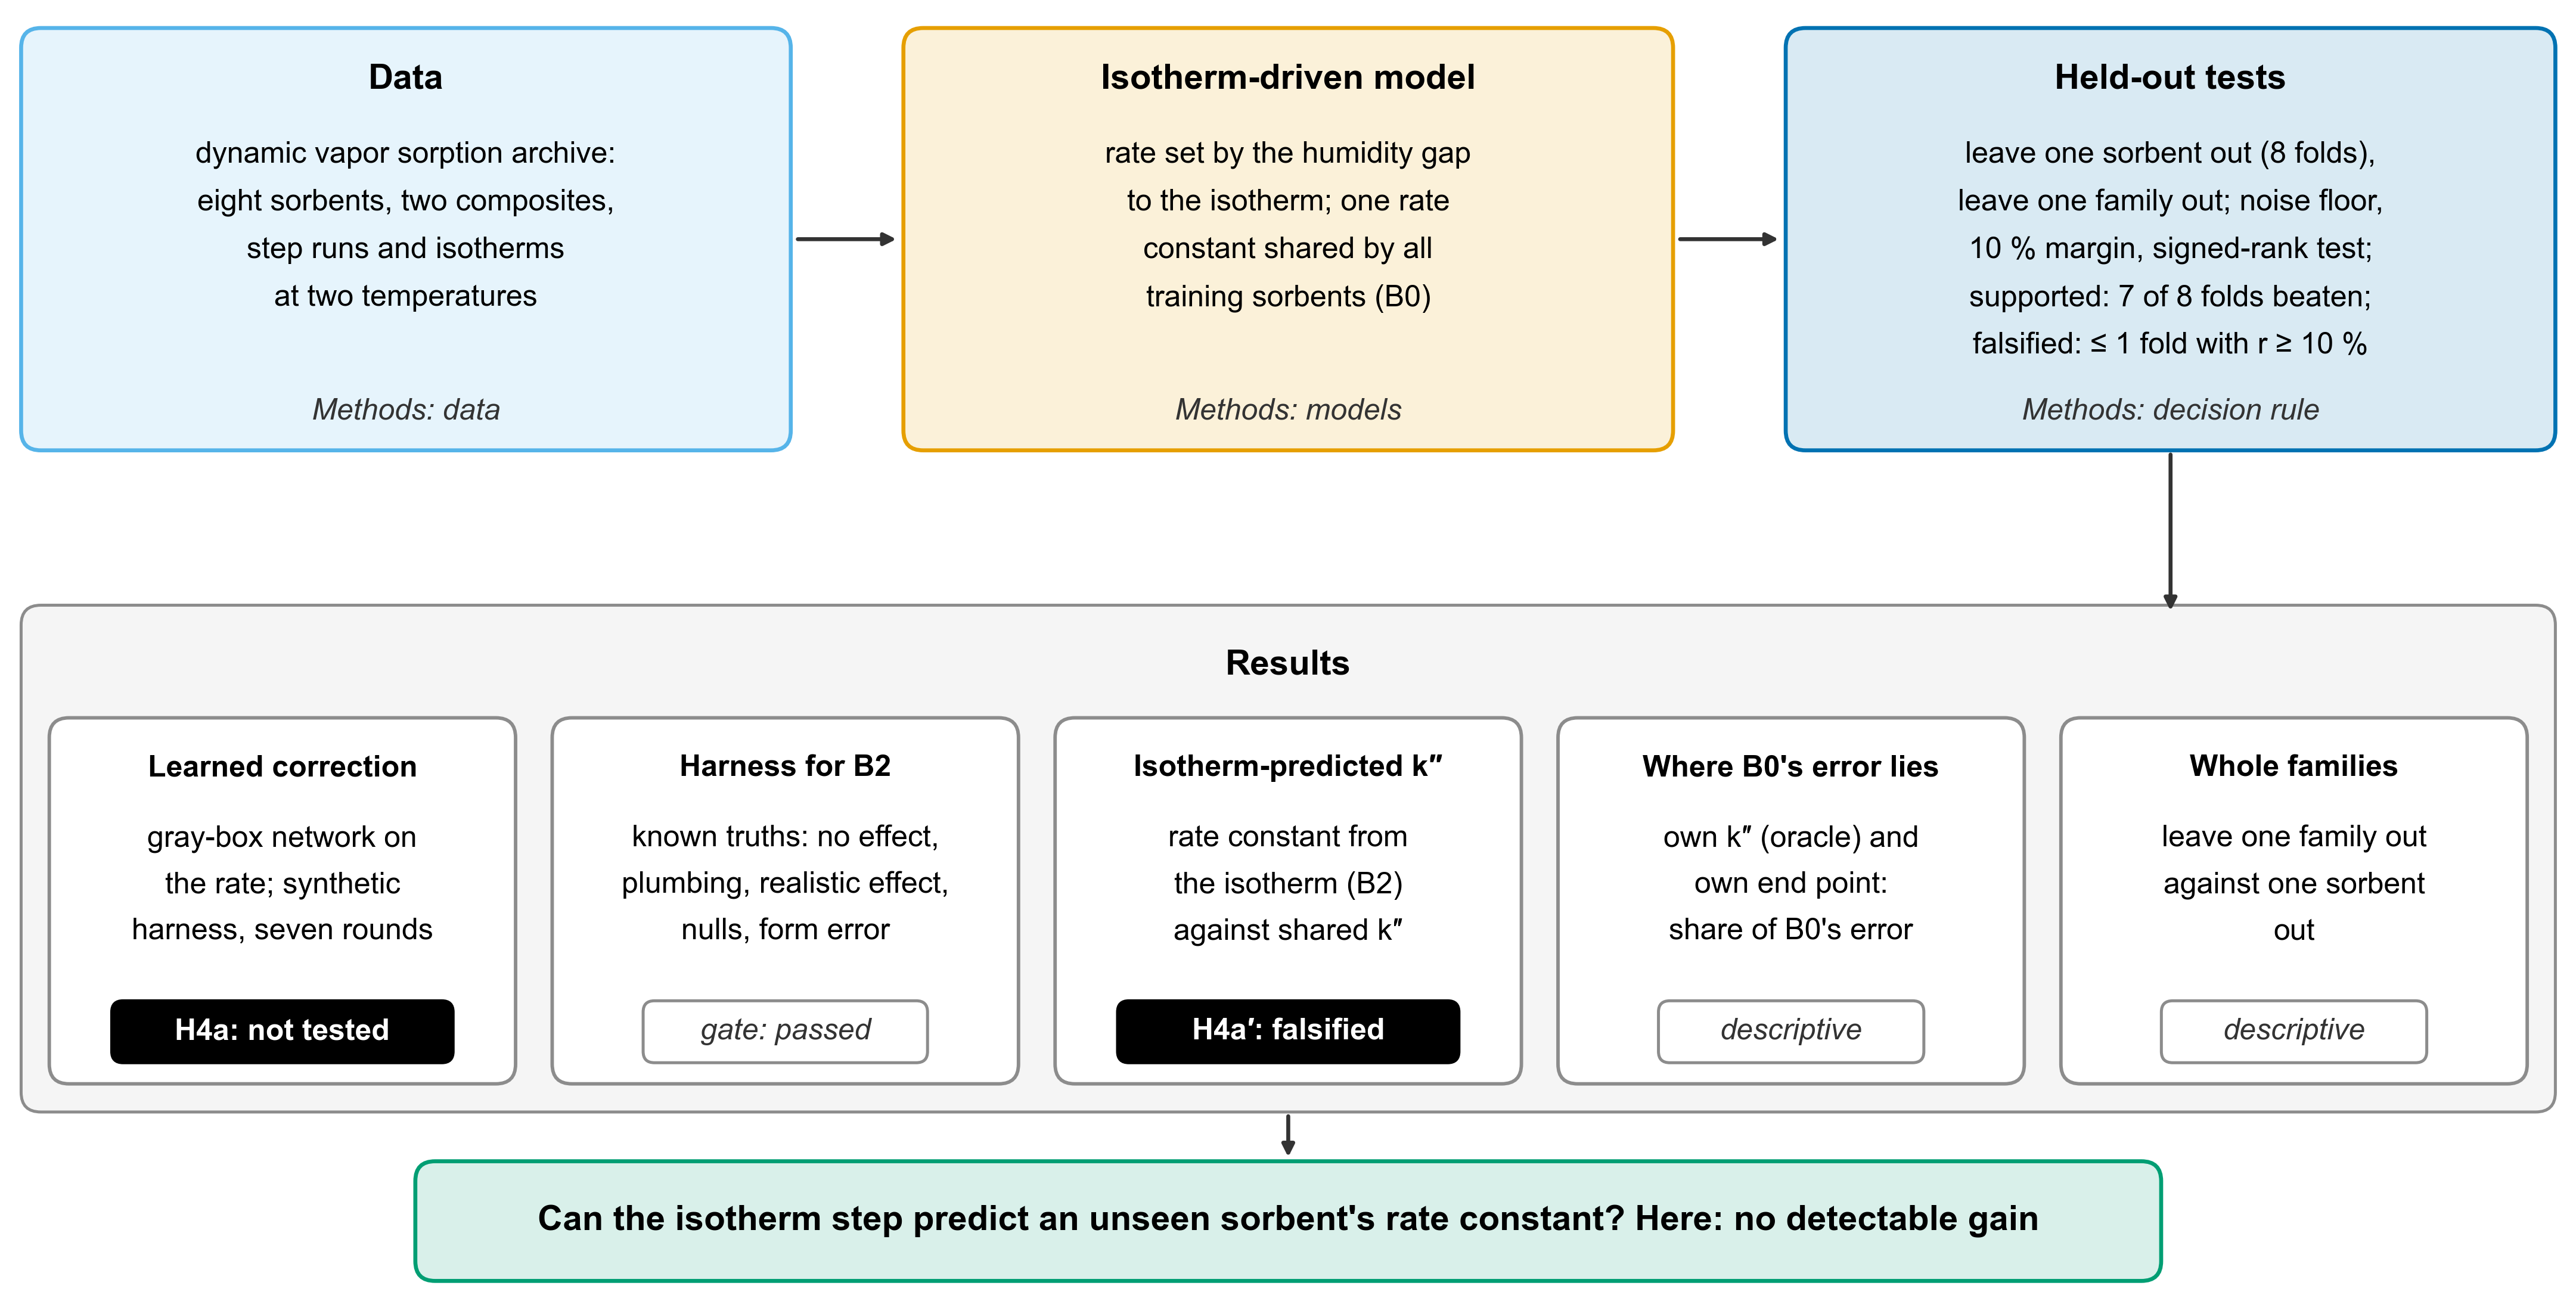 Data
dynamic vapor sorption archive:
eight sorbents, two composites,
step runs and isotherms
at two temperatures
Methods: data
Isotherm-driven model
rate set by the humidity gap
to the isotherm; one rate
constant shared by all
training sorbents (B0)
Methods: models
Held-out tests
leave one sorbent out (8 folds),
leave one family out; noise floor,
10 % margin, signed-rank test;
supported: 7 of 8 folds beaten;
falsified: ≤ 1 fold with r ≥ 10 %
Methods: decision rule
Results
Learned correction
gray-box network on
the rate; synthetic
harness, seven rounds
H4a: not tested
Harness for B2
known truths: no effect,
plumbing, realistic effect,
nulls, form error
gate: passed
Isotherm-predicted k″
rate constant from
the isotherm (B2)
against shared k″
H4a′: falsified
Where B0's error lies
own k″ (oracle) and
own end point:
share of B0's error
descriptive
Whole families
leave one family out
against one sorbent
out
descriptive
Can the isotherm step predict an unseen sorbent's rate constant? Here: no detectable gain